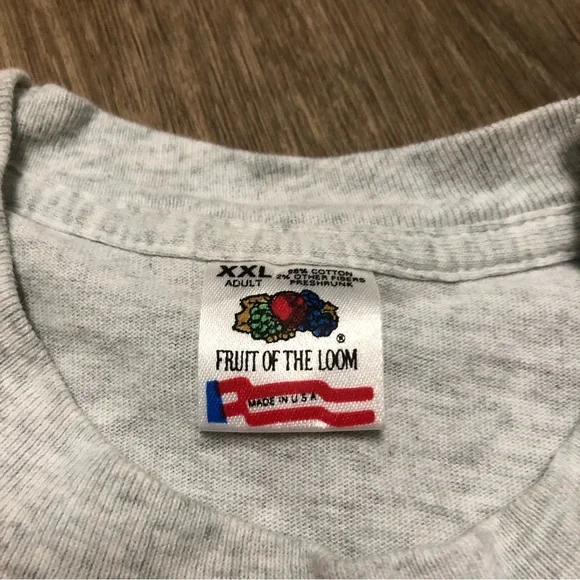 XXL 98% COTTON
ADULT 2% OTHER FIBERS
PRESHRUNK
®
FRUIT OF THE LOOM
MADE IN U S A